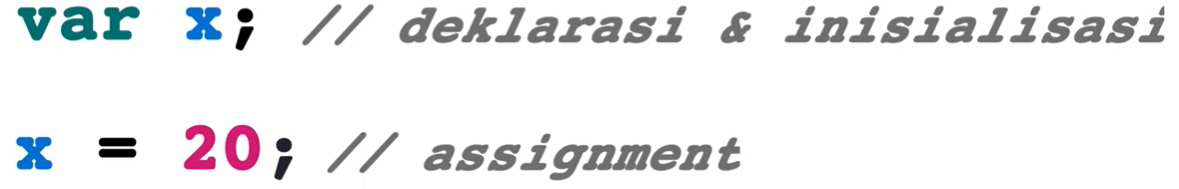 var x; // deklarasi & inisialisasi
x = 20; // assignment